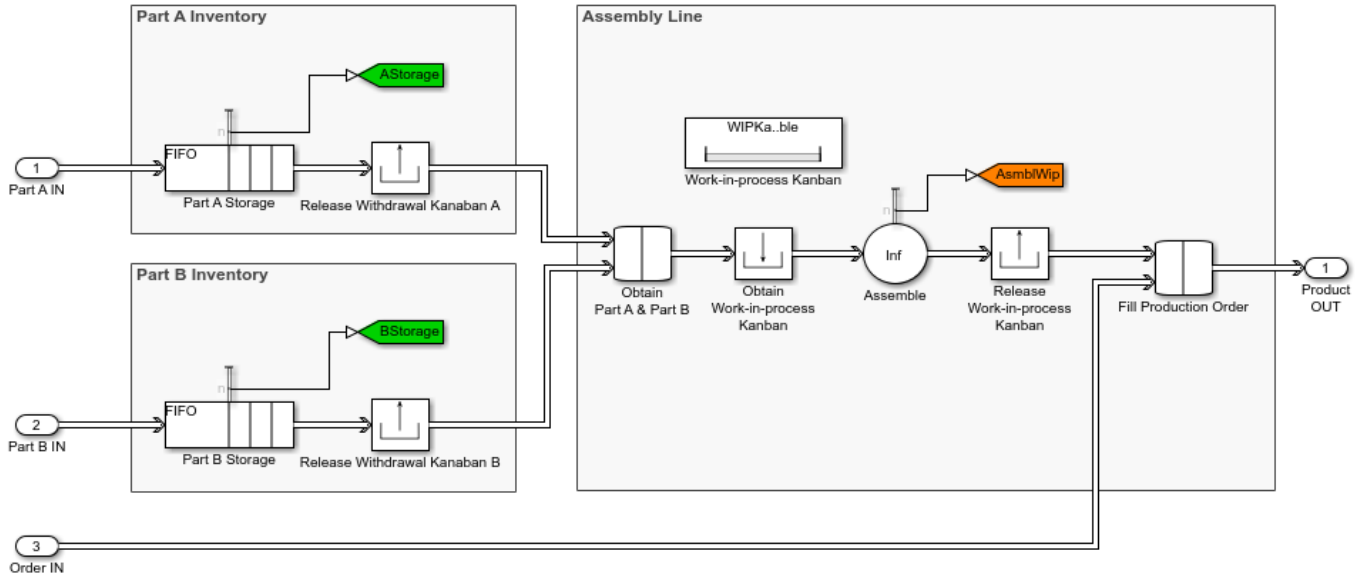 Part A Inventory
AStorage
n
FIFO
1
Part A IN
Part A Storage
Release Withdrawal Kanaban A
Part B Inventory
BStorage
n
FIFO
2
Part B IN
Part B Storage
Release Withdrawal Kanaban B
3
Order IN
Assembly Line
WIPKa..ble
Work-in-process Kanban
AsmblWip
n
Obtain
Part A & Part B
Obtain
Work-in-process
Kanban
Inf
Assemble
Release
Work-in-process
Kanban
Fill Production Order
1
Product
OUT